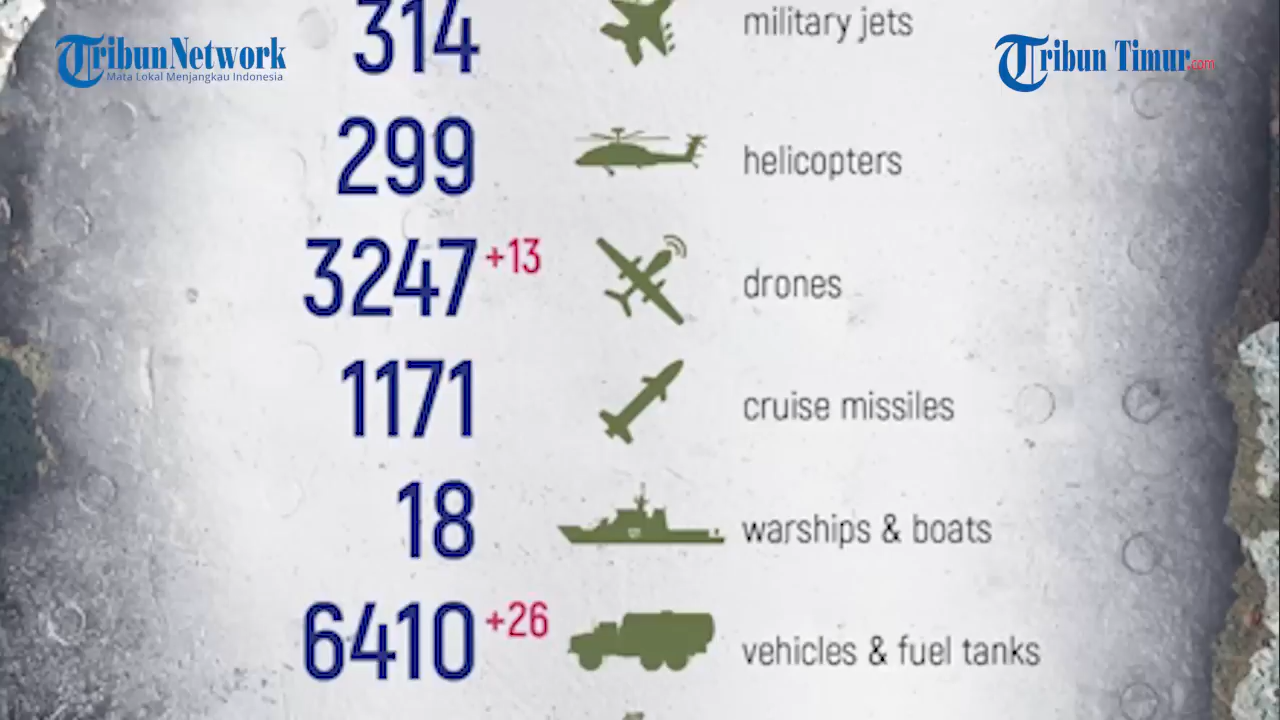 TribunNetwork
Mata Lokal Menjangkau Indonesia
Tribun Timur.com
314 military jets
299 helicopters
3247 +13 drones
1171 cruise missiles
18 warships & boats
6410 +26 vehicles & fuel tanks